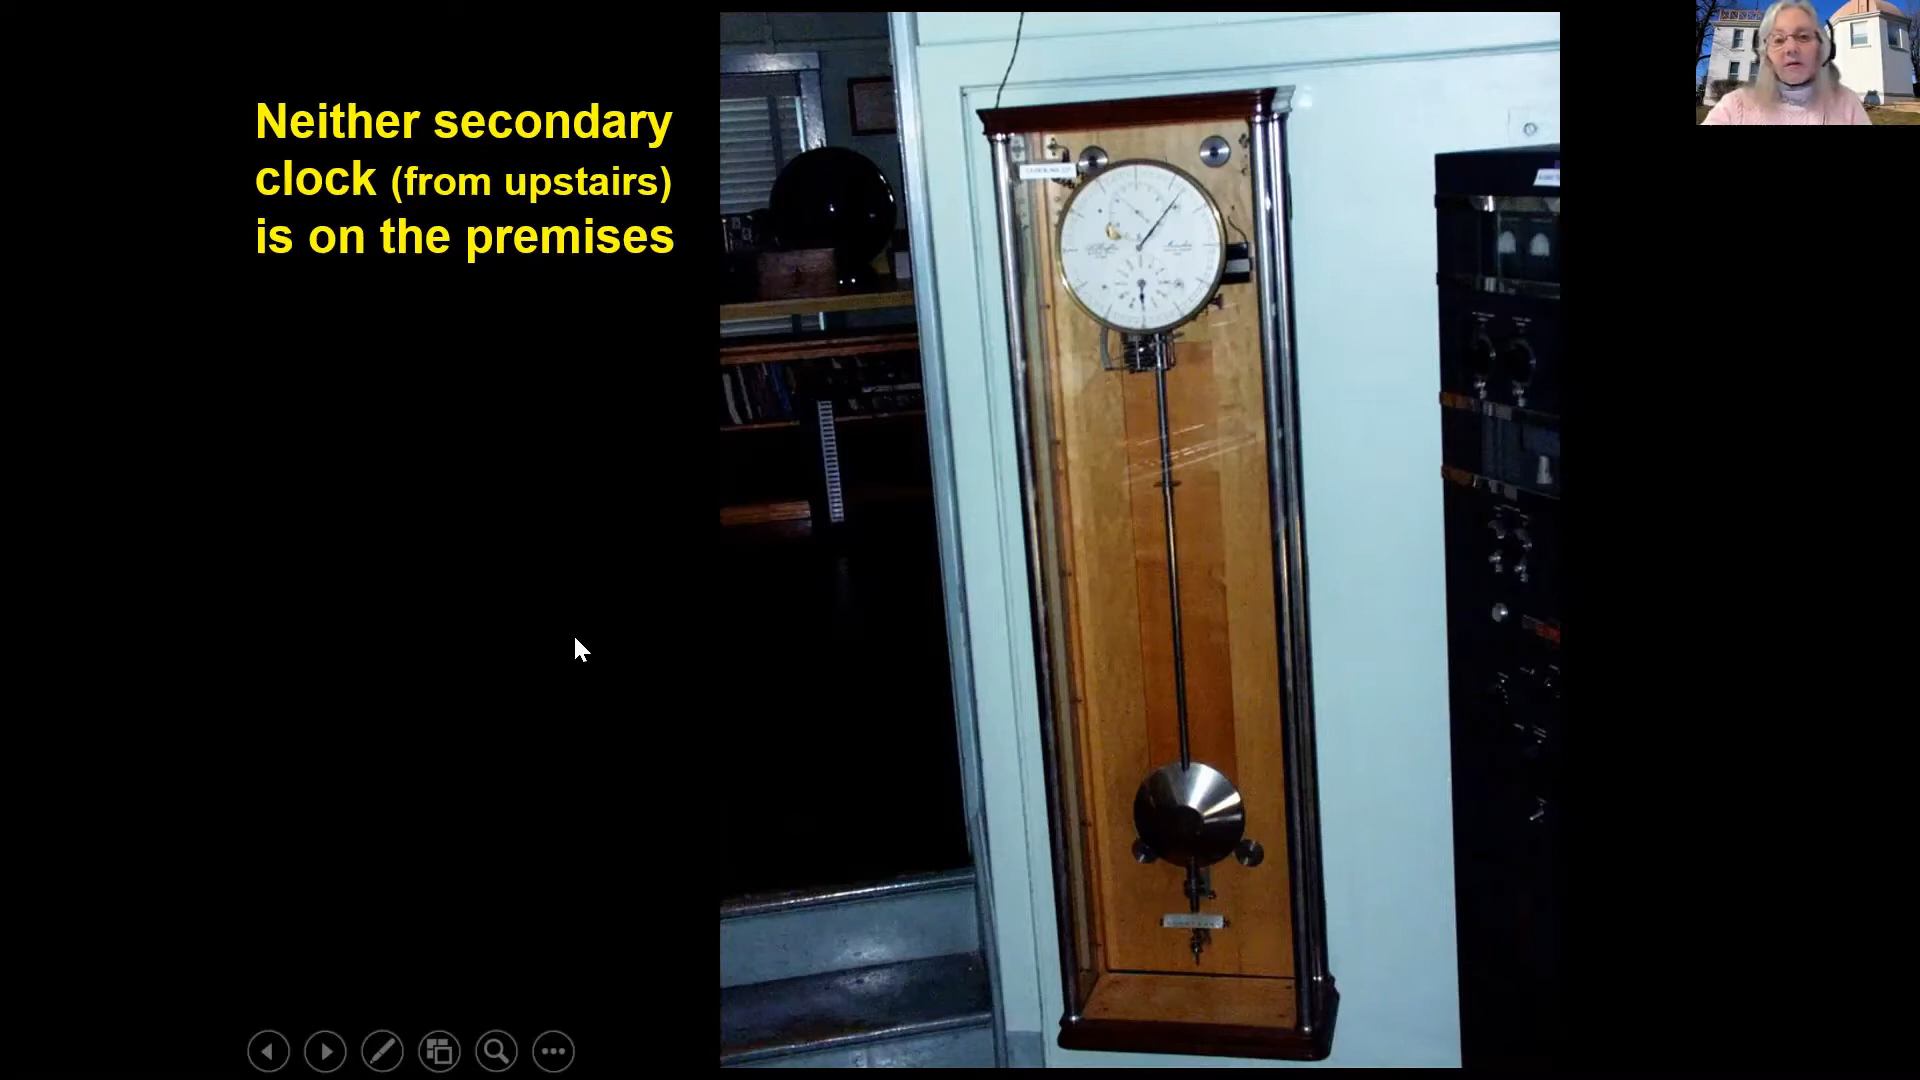 Neither secondary
clock (from upstairs)
is on the premises